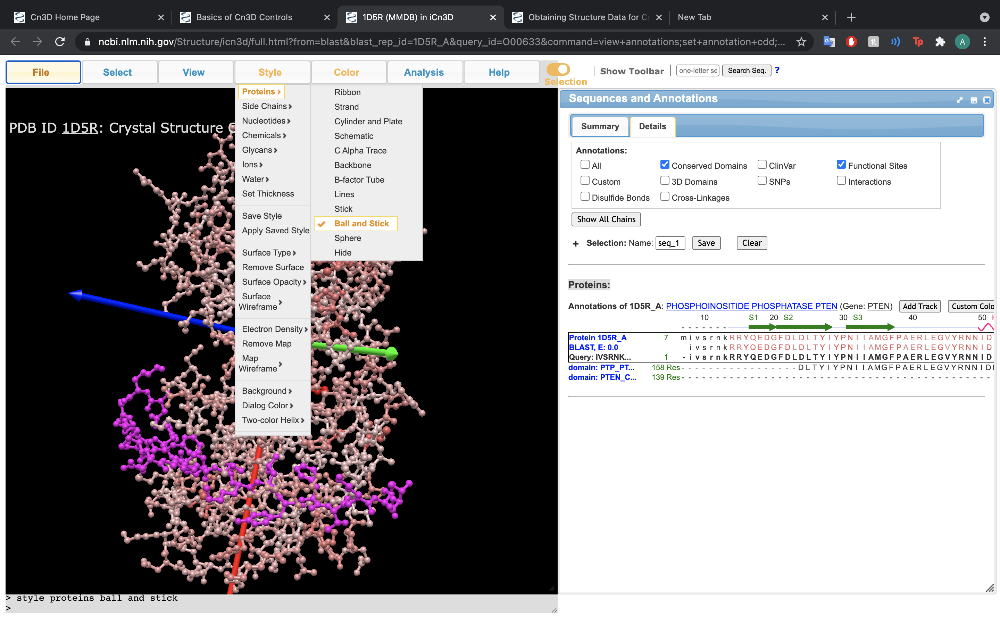 Cn3D Home Page
Basics of Cn3D Controls
1D5R (MMDB) in iCn3D
Obtaining Structure Data for
New Tab
ncbi.nlm.nih.gov/Structure/icn3d/full.html?from=blast&blast_rep_id=1D5R_A&query_id=O00633&command=view+annotations;set+annotation+cdd;...
A
File
Select
View
Style
Color
Analysis
Help
Selection
Show Toolbar
one-letter se
Search Seq.
?
PDB ID 1D5R: Crystal Structure
Proteins
Side Chains
Nucleotides
Chemicals
Glycans
Ions
Water
Set Thickness
Save Style
Apply Saved Style
Surface Type
Remove Surface
Surface Opacity
Surface
Wireframe
Electron Density
Remove Map
Map
Wireframe
Background
Dialog Color
Two-color Helix
Ribbon
Strand
Cylinder and Plate
Schematic
C Alpha Trace
Backbone
B-factor Tube
Lines
Stick
Ball and Stick
Sphere
Hide
> style proteins ball and stick
>
Sequences and Annotations
Summary
Details
Annotations:
All Conserved Domains ClinVar Functional Sites
Custom 3D Domains SNPs Interactions
Disulfide Bonds Cross-Linkages
Show All Chains
+ Selection: Name: seq_1 Save Clear
Proteins:
Annotations of 1D5R_A: PHOSPHOINOSITIDE PHOSPHATASE PTEN (Gene: PTEN) Add Track Custom Colo
10 S1 20 S2 30 S3 40 50
- - - - - - -
Protein 1D5R_A 7 mivsrnkRRYQEDGFDLDLTYIYPNIIAMGFPAERLEGVYRNNID
BLAST, E: 0.0 ivsrnkRRYQEDGFDLDLTYIYPNIIAMGFPAERLEGVYRNNID
Query: IVSRNK... 1 -ivsrnkRRYQEDGFDLDLTYIYPNIIAMGFPAERLEGVYRNNID
domain: PTP_PT... 158 Res - - - - - - - - - - - - - - - - - DLTYIYPNIIAMGFPAERLEGVYRNNID
domain: PTEN_C... 139 Res - - - - - - - - - - - - - - - - - - - - - - - - - - - - - - - - - - - - - - - - - - - - -